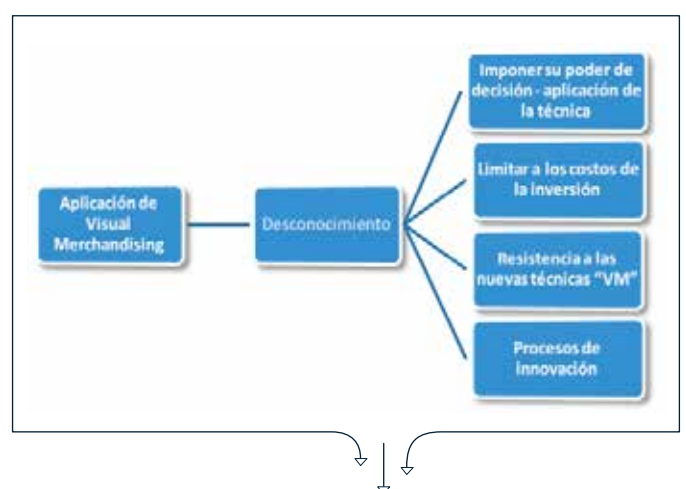 Aplicación de
Visual
Merchandising
Desconocimiento
Imponer su poder de
decisión - aplicación de
la técnica
Limitar a los costos de
la inversión
Resistencia a las
nuevas técnicas “VM”
Procesos de
innovación